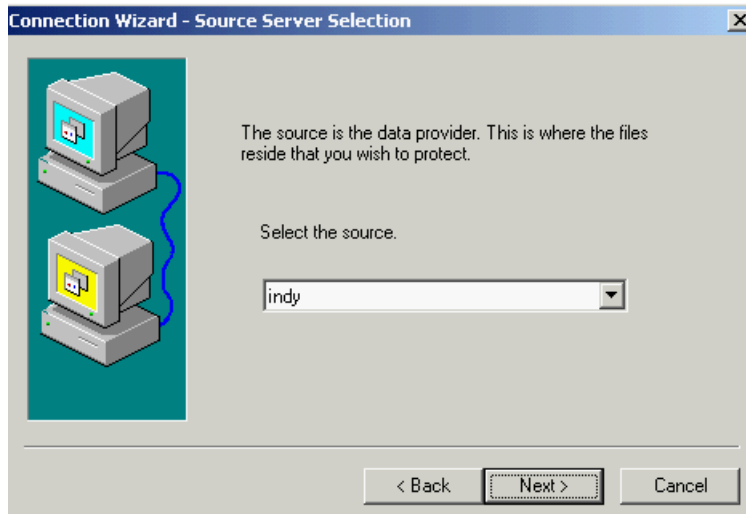 Connection Wizard - Source Server Selection
The source is the data provider. This is where the files
reside that you wish to protect.
Select the source.
indy
< Back
Next >
Cancel